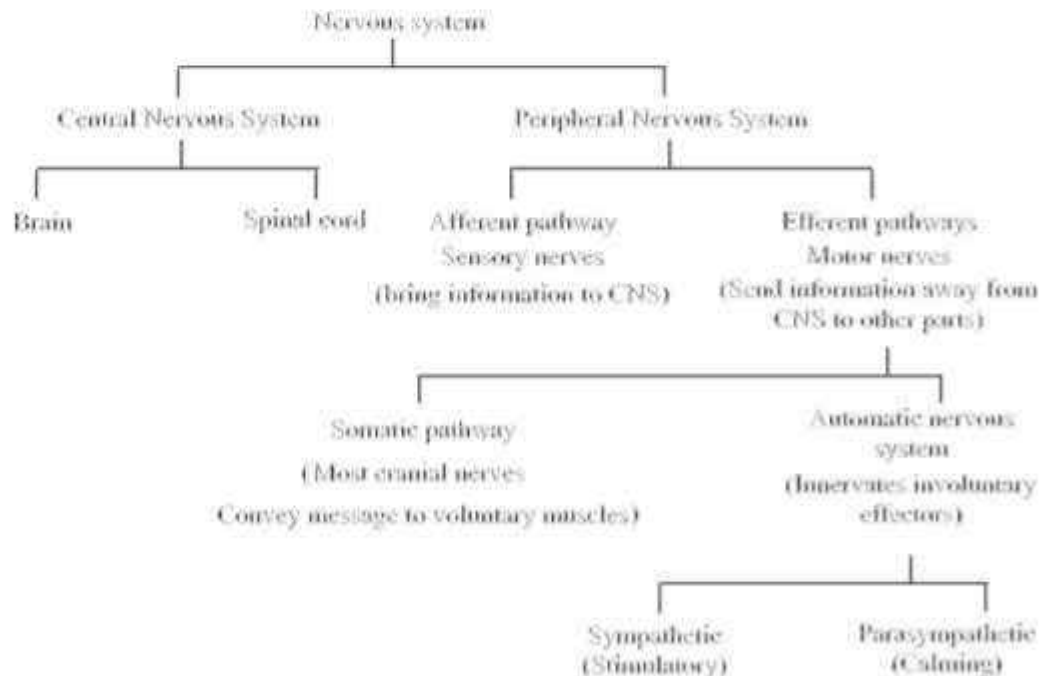 Nervous system
Central Nervous System
Peripheral Nervous System
Brain
Spinal cord
Afferent pathway
Sensory nerves
(bring information to CNS)
Efferent pathways
Motor nerves
(Send information away from
CNS to other parts)
Somatic pathway
(Most cranial nerves
Convey message to voluntary muscles)
Automatic nervous
system
(Innervates involuntary
effectors)
Sympathetic
(Stimulatory)
Parasympathetic
(Calming)